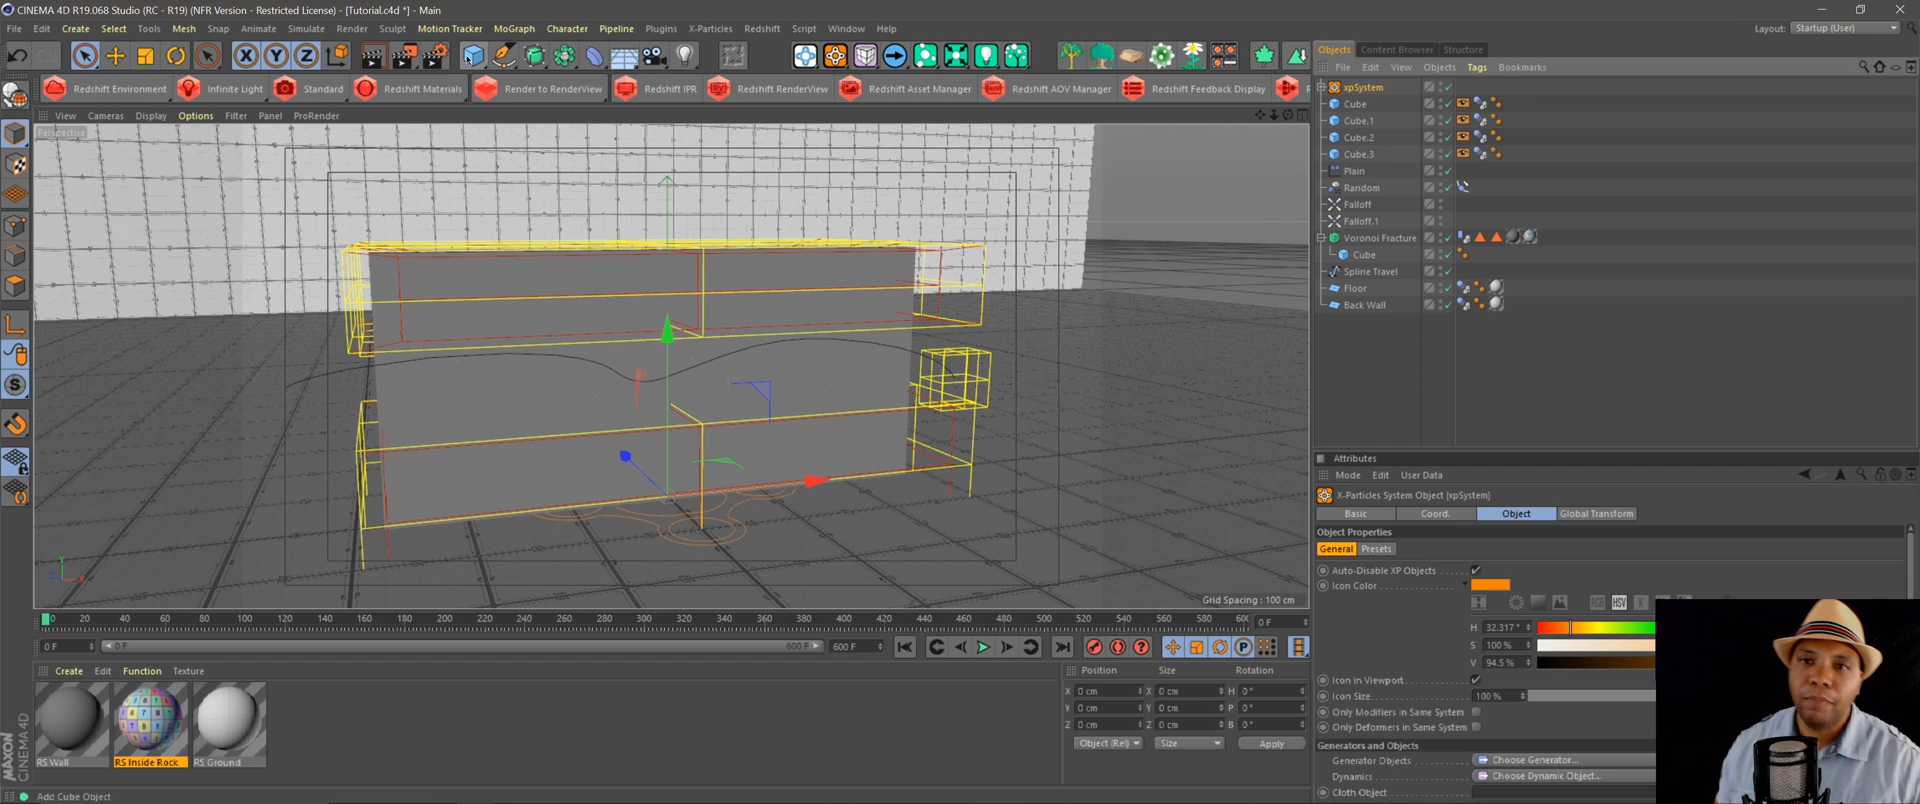 CINEMA 4D R19.068 Studio (RC - R19) (NFR Version - Restricted License) - [Tutorial.c4d *] - Main
File Edit Create Select Tools Mesh Snap Animate Simulate Render Sculpt Motion Tracker MoGraph Character Pipeline Plugins X-Particles Redshift Script Window Help
Layout: Startup (User)
Redshift Environment Infinite Light Standard Redshift Materials Render to RenderView Redshift IPR Redshift RenderView Redshift Asset Manager Redshift AOV Manager Redshift Feedback Display
View Cameras Display Options Filter Panel ProRender
Perspective
Grid Spacing : 100 cm
0 20 40 60 80 100 120 140 160 180 200 220 240 260 280 300 320 340 360 380 400 420 440 460 480 500 520 540 560 580 600 0 F
0 F 0 F 600 F 600 F
Create Edit Function Texture
RS Wall RS Inside Rock RS Ground
MAXON CINEMA 4D
Add Cube Object
Position Size Rotation
X 0 cm X 0 cm H 0°
Y 0 cm Y 0 cm P 0°
Z 0 cm Z 0 cm B 0°
Object (Rel) Size Apply
Objects Content Browser Structure
File Edit View Objects Tags Bookmarks
xpSystem
Cube
Cube.1
Cube.2
Cube.3
Plain
Random
Falloff
Falloff.1
Voronoi Fracture
Cube
Spline Travel
Floor
Back Wall
Attributes
Mode Edit User Data
X-Particles System Object [xpSystem]
Basic Coord. Object Global Transform
Object Properties
General Presets
Auto-Disable XP Objects
Icon Color
RGB HSV K
H 32.317°
S 100 %
V 94.5 %
Icon in Viewport
Icon Size 100 %
Only Modifiers in Same System
Only Deformers in Same System
Generators and Objects
Generator Objects Choose Generator...
Dynamics Choose Dynamic Object...
Cloth Object